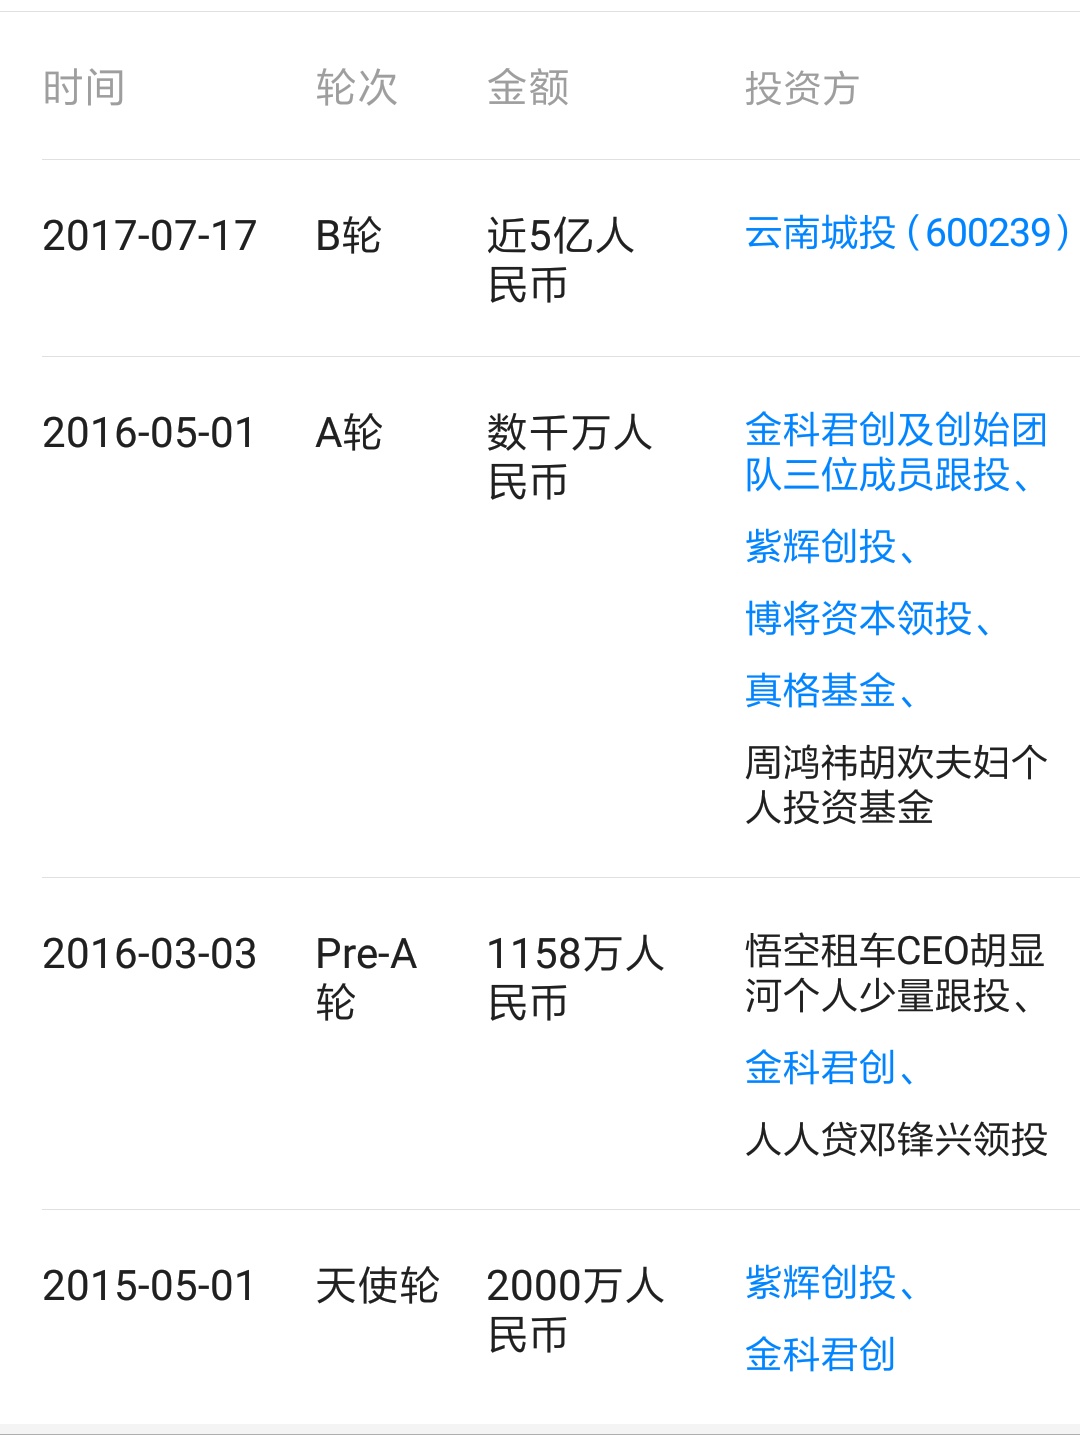 时间 轮次 金额 投资方
2017-07-17 B轮 近5亿人 云南城投（600239）
民币
2016-05-01 A轮 数千万人 金科君创及创始团
民币 队三位成员跟投、
紫辉创投、
博将资本领投、
真格基金、
周鸿祎胡欢夫妇个
人投资基金
2016-03-03 Pre-A 1158万人 悟空租车CEO胡显
轮 民币 河个人少量跟投、
金科君创、
人人贷邓锋兴领投
2015-05-01 天使轮 2000万人 紫辉创投、
民币
金科君创